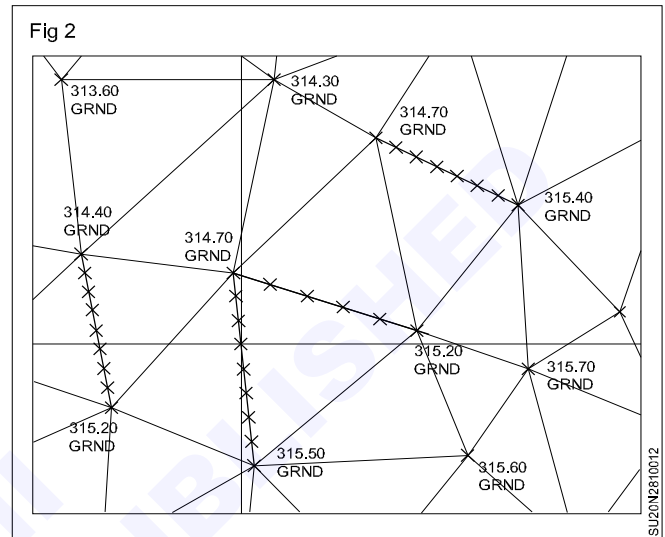 Fig 2
313.60
GRND
314.30
GRND
314.70
GRND
315.40
GRND
314.40
GRND
314.70
GRND
315.20
GRND
315.70
GRND
315.20
GRND
315.50
GRND
315.60
GRND
SU20N2810012